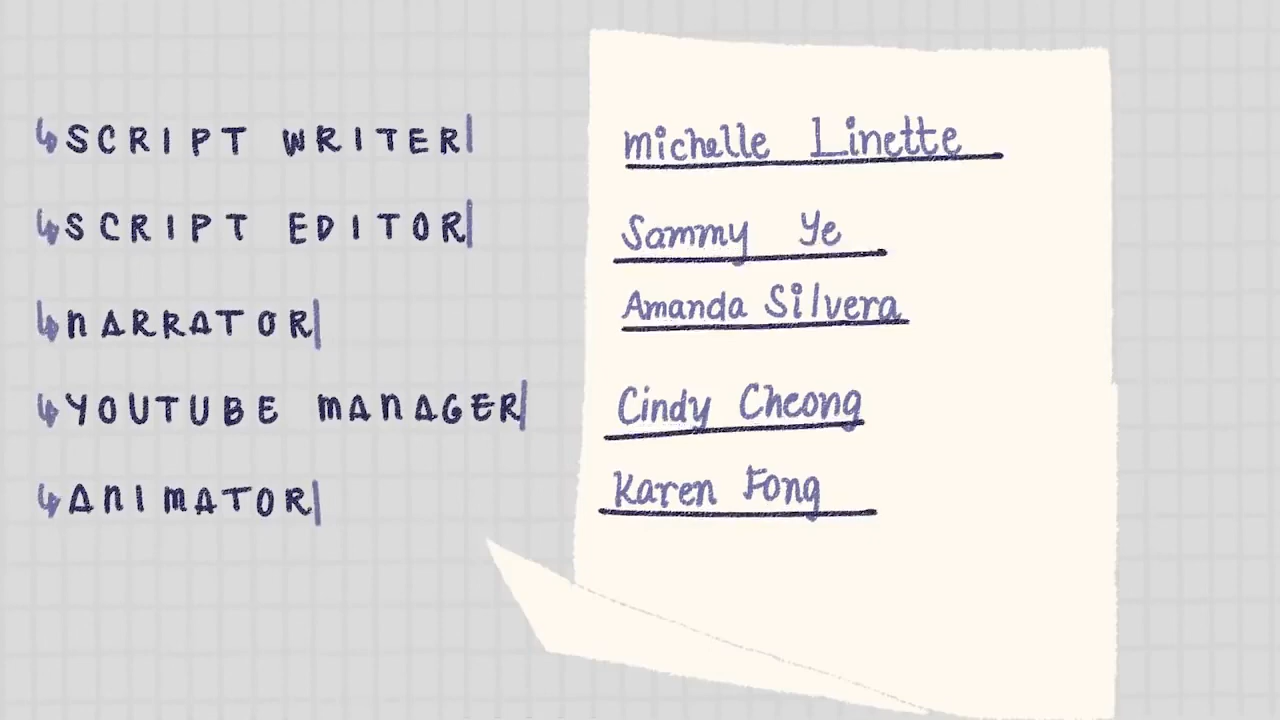 ↳SCRIPT WRITER| michelle Linette
↳SCRIPT EDITOR| Sammy Ye
↳NARRATOR| Amanda Silvera
↳YOUTUBE MANAGER| Cindy Cheong
↳ANIMATOR| Karen Fong